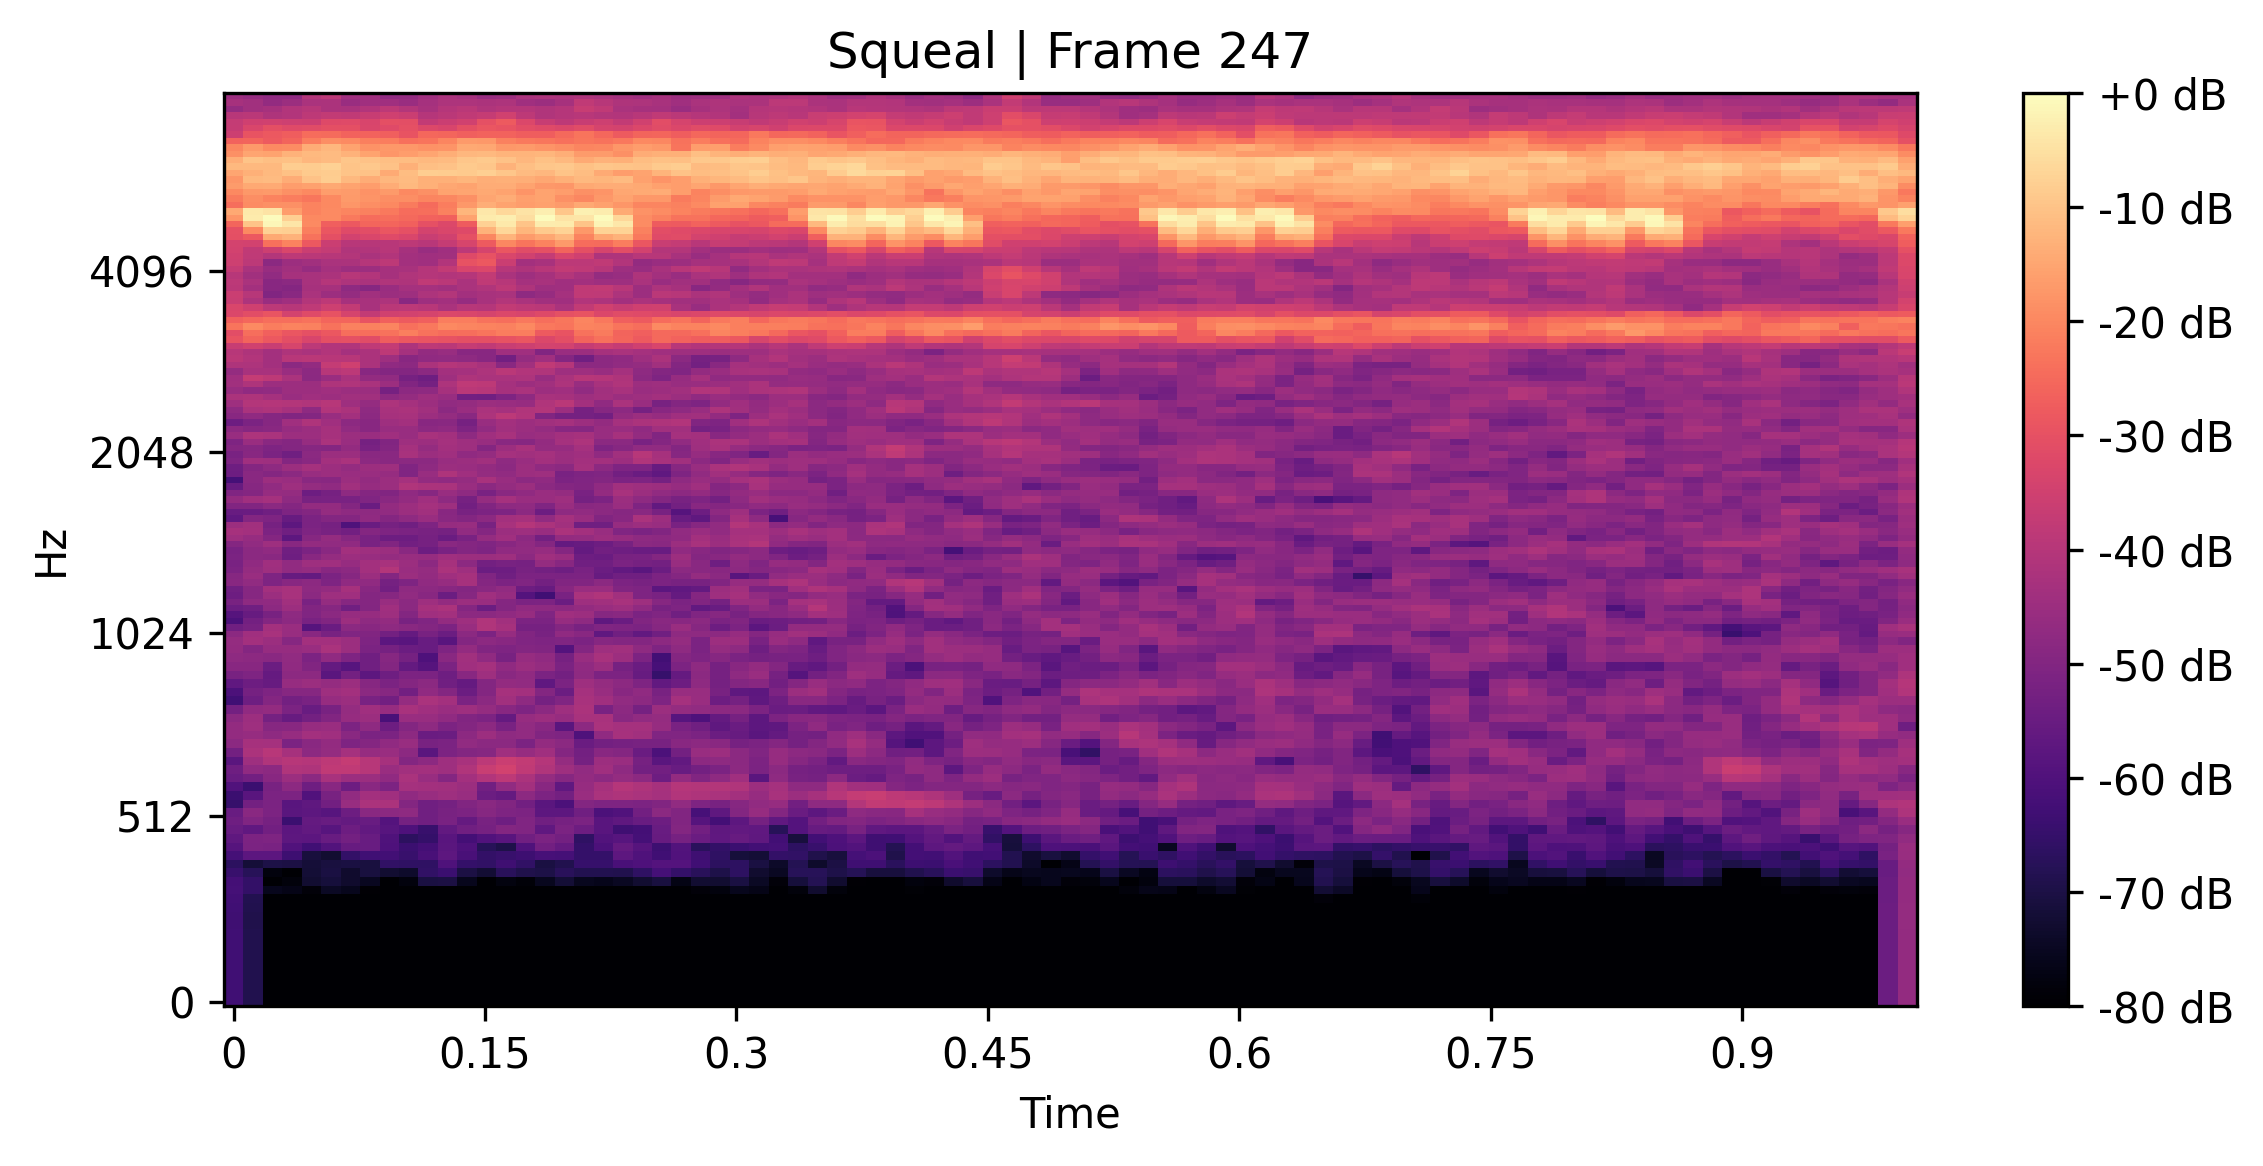 Squeal | Frame 247
+0 dB
-10 dB
-20 dB
-30 dB
-40 dB
-50 dB
-60 dB
-70 dB
-80 dB
Hz
4096
2048
1024
512
0
0 0.15 0.3 0.45 0.6 0.75 0.9
Time